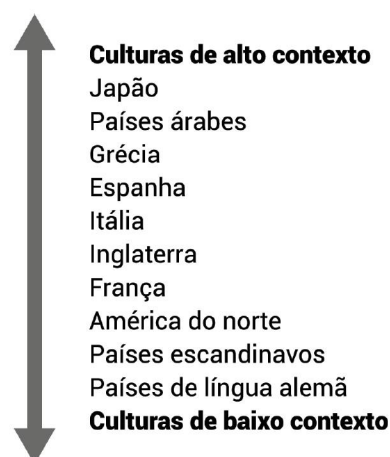 Culturas de alto contexto
Japão
Países árabes
Grécia
Espanha
Itália
Inglaterra
França
América do norte
Países escandinavos
Países de língua alemã
Culturas de baixo contexto